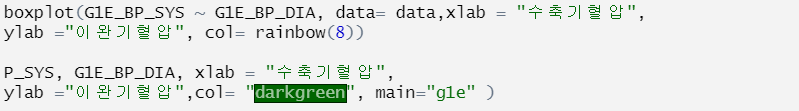 boxplot(G1E_BP_SYS ~ G1E_BP_DIA, data= data,xlab = "수축기혈압",
ylab ="이완기혈압", col= rainbow(8))
P_SYS, G1E_BP_DIA, xlab = "수축기혈압",
ylab ="이완기혈압",col= "darkgreen", main="g1e" )